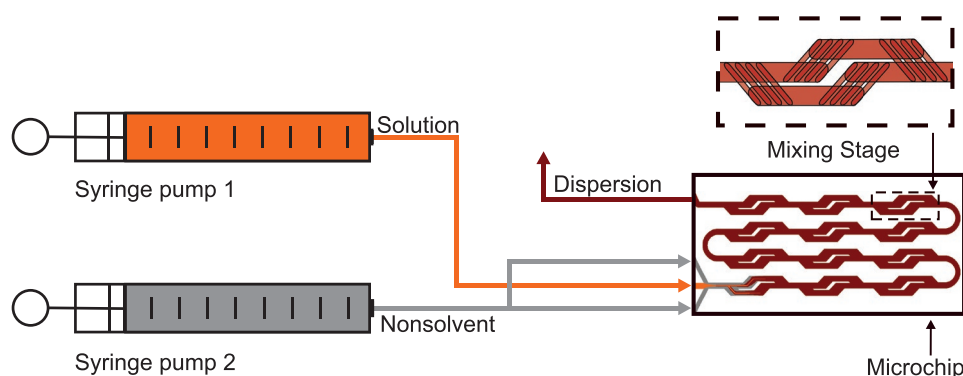 Solution
Mixing Stage
Syringe pump 1
Dispersion
Nonsolvent
Syringe pump 2
Microchip